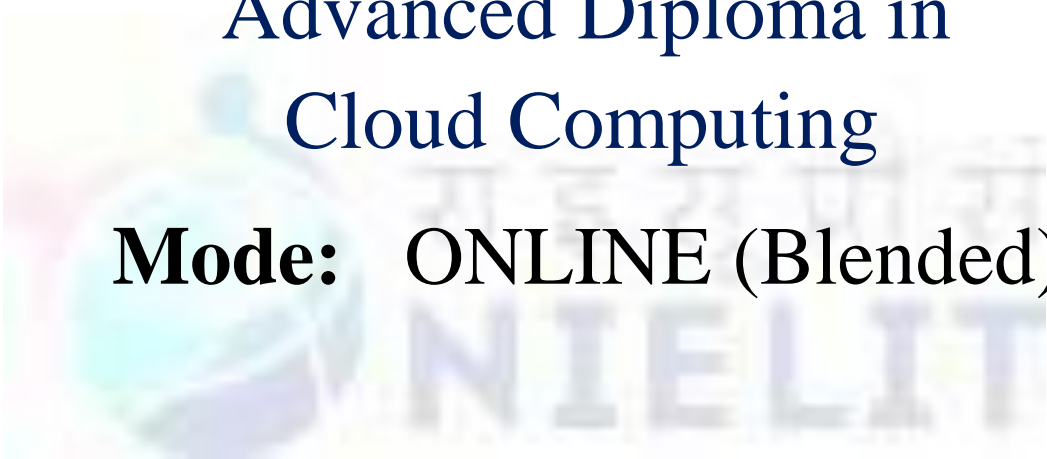 Advanced Diploma in
Cloud Computing
Mode: ONLINE (Blended)
NIELIT